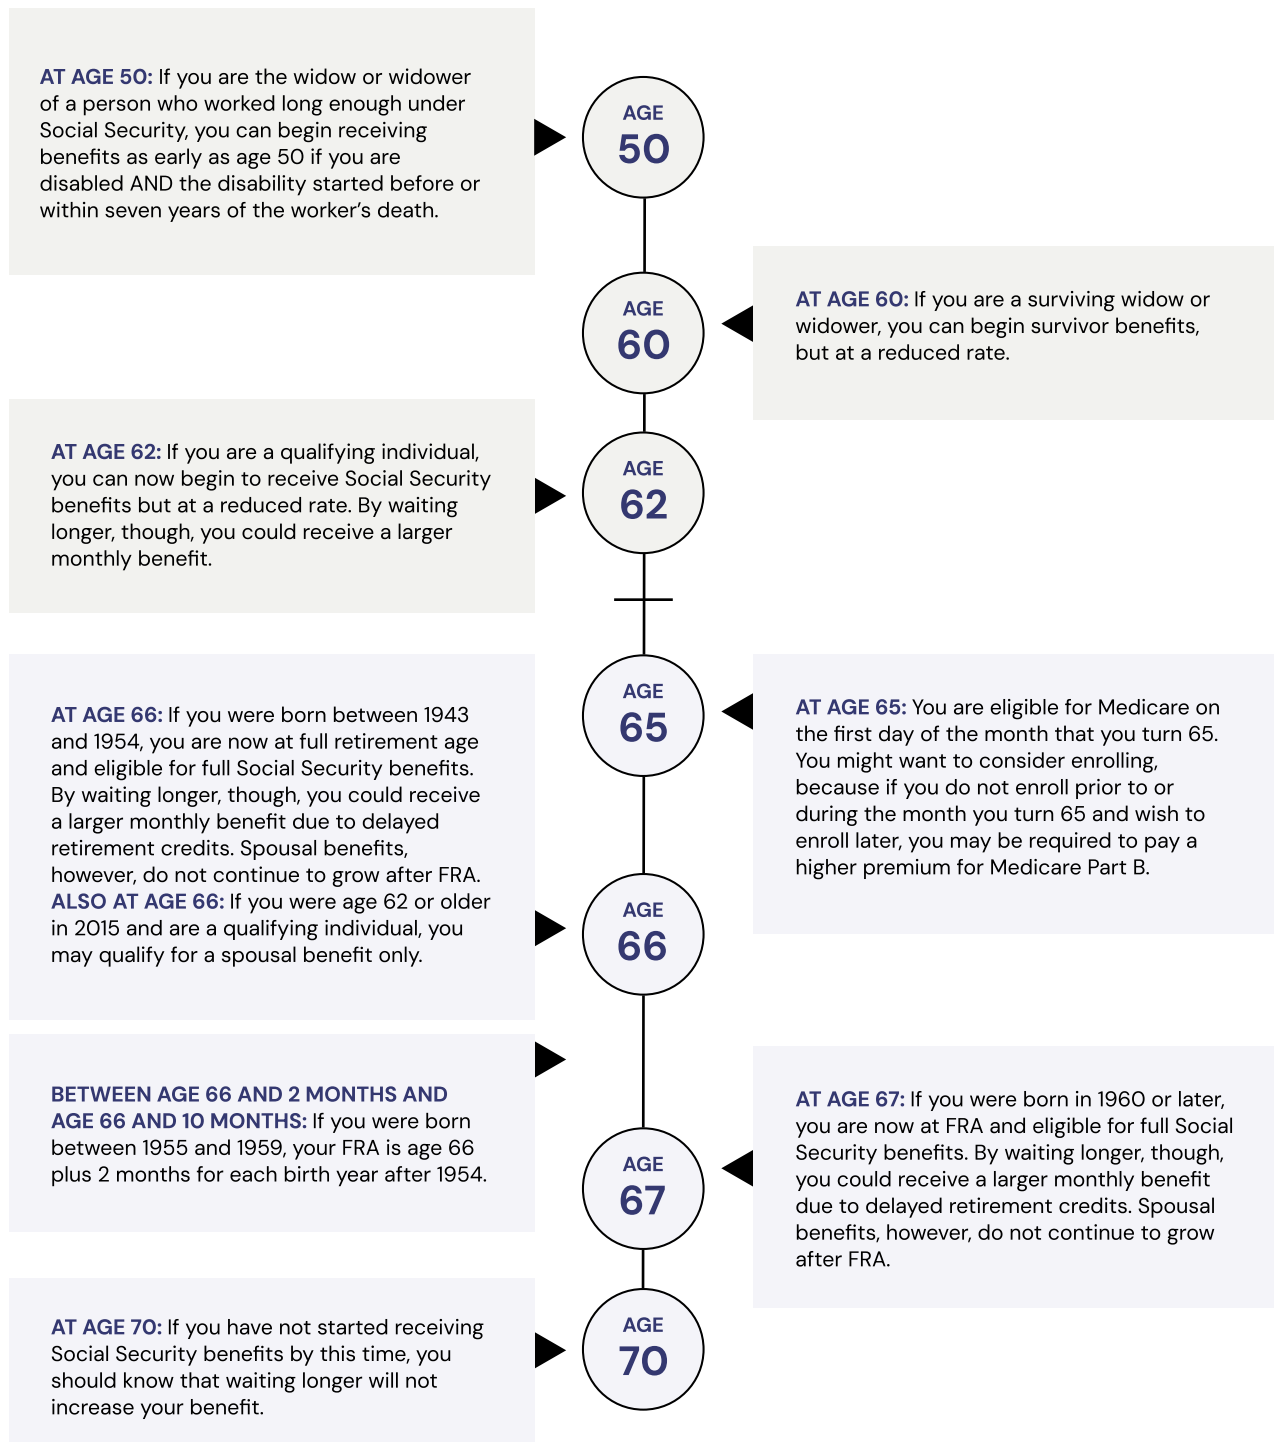 AT AGE 50: If you are the widow or widower
of a person who worked long enough under
Social Security, you can begin receiving
benefits as early as age 50 if you are
disabled AND the disability started before or
within seven years of the worker’s death.
AGE
50
AGE
60
AT AGE 60: If you are a surviving widow or
widower, you can begin survivor benefits,
but at a reduced rate.
AT AGE 62: If you are a qualifying individual,
you can now begin to receive Social Security
benefits but at a reduced rate. By waiting
longer, though, you could receive a larger
monthly benefit.
AGE
62
AGE
65
AT AGE 65: You are eligible for Medicare on
the first day of the month that you turn 65.
You might want to consider enrolling,
because if you do not enroll prior to or
during the month you turn 65 and wish to
enroll later, you may be required to pay a
higher premium for Medicare Part B.
AT AGE 66: If you were born between 1943
and 1954, you are now at full retirement age
and eligible for full Social Security benefits.
By waiting longer, though, you could receive
a larger monthly benefit due to delayed
retirement credits. Spousal benefits,
however, do not continue to grow after FRA.
ALSO AT AGE 66: If you were age 62 or older
in 2015 and are a qualifying individual, you
may qualify for a spousal benefit only.
AGE
66
BETWEEN AGE 66 AND 2 MONTHS AND
AGE 66 AND 10 MONTHS: If you were born
between 1955 and 1959, your FRA is age 66
plus 2 months for each birth year after 1954.
AGE
67
AT AGE 67: If you were born in 1960 or later,
you are now at FRA and eligible for full Social
Security benefits. By waiting longer, though,
you could receive a larger monthly benefit
due to delayed retirement credits. Spousal
benefits, however, do not continue to grow
after FRA.
AT AGE 70: If you have not started receiving
Social Security benefits by this time, you
should know that waiting longer will not
increase your benefit.
AGE
70